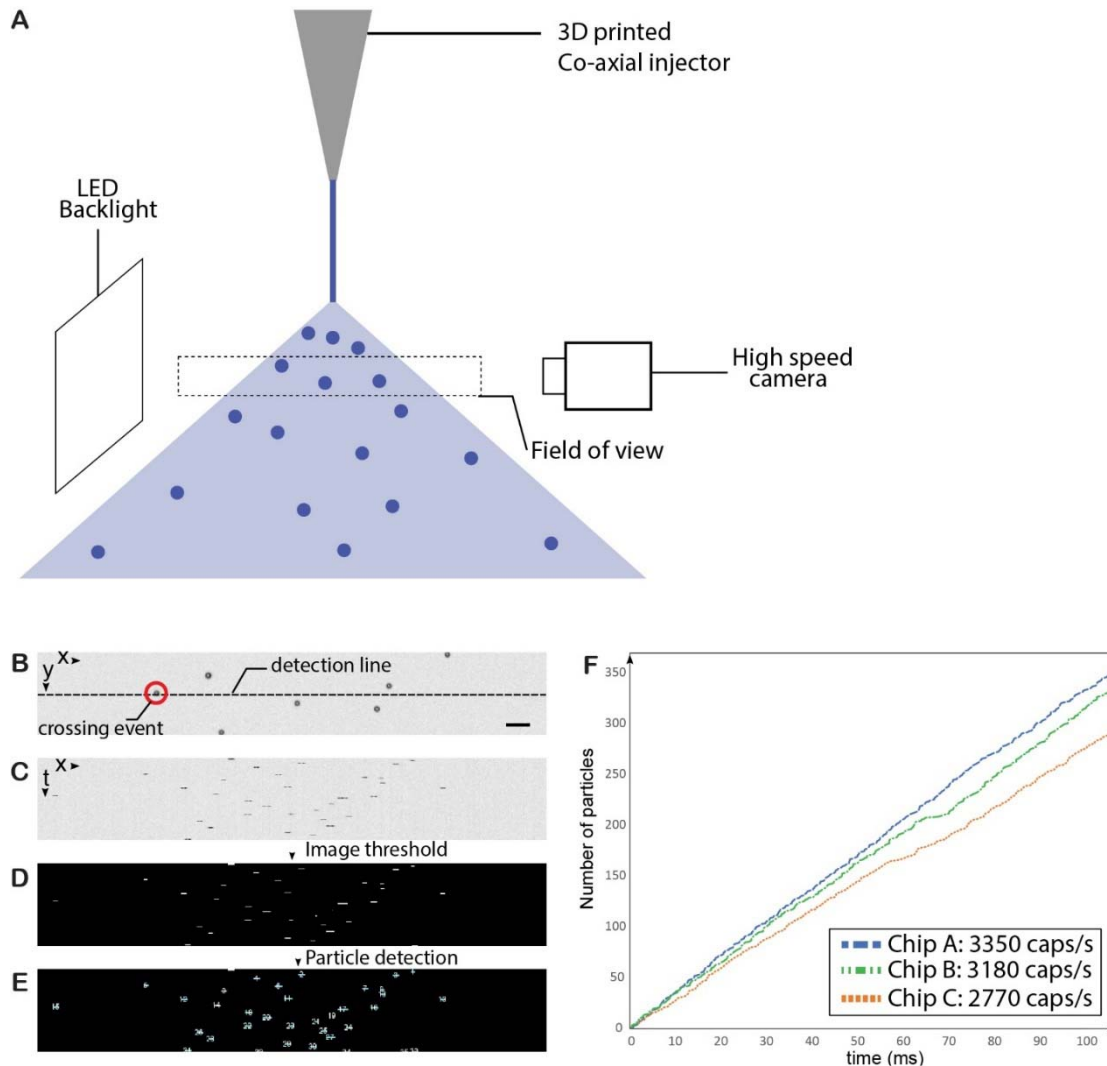 A
3D printed
Co-axial injector
LED
Backlight
High speed
camera
Field of view
B
x
y
detection line
crossing event
C
x
t
Image threshold
D
Particle detection
E
F
Number of particles
350
300
250
200
150
100
50
0
0 10 20 30 40 50 60 70 80 90 100
time (ms)
Chip A: 3350 caps/s
Chip B: 3180 caps/s
Chip C: 2770 caps/s